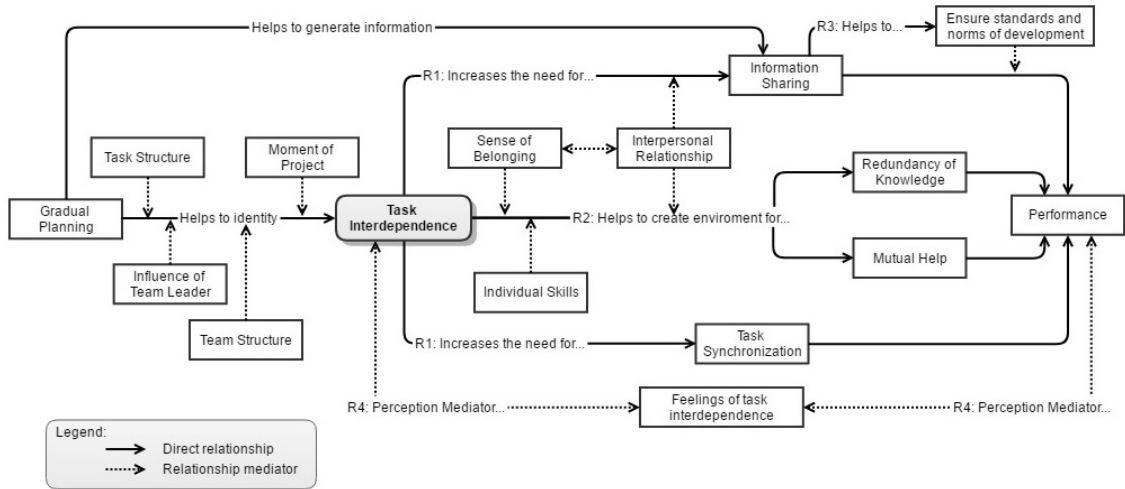 Helps to generate information
R3: Helps to...
Ensure standards and
norms of development
R1: Increases the need for...
Information
Sharing
Task Structure
Moment of
Project
Sense of
Belonging
Interpersonal
Relationship
Redundancy of
Knowledge
Gradual
Planning
Helps to identity
Task
Interdependence
R2: Helps to create enviroment for...
Performance
Influence of
Team Leader
Individual Skills
Mutual Help
Team Structure
R1: Increases the need for...
Task
Synchronization
R4: Perception Mediator...
Feelings of task
interdependence
R4: Perception Mediator...
Legend:
Direct relationship
Relationship mediator